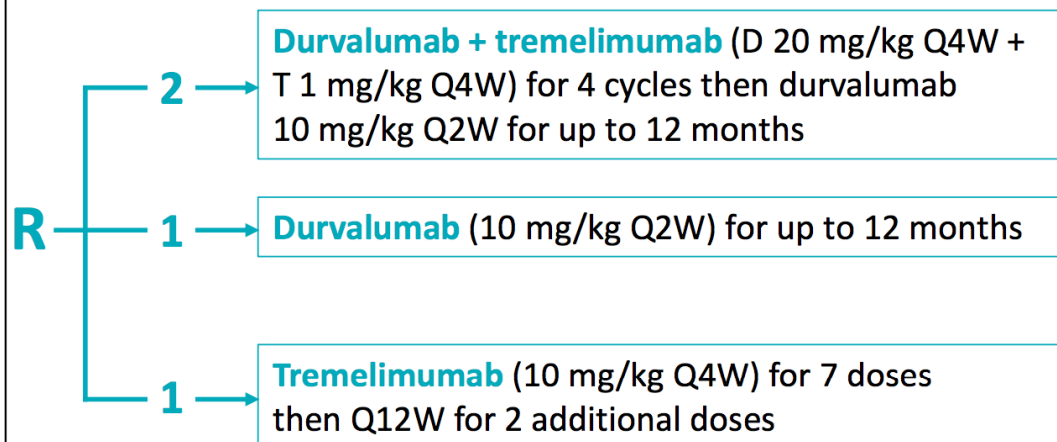 Durvalumab + tremelimumab (D 20 mg/kg Q4W +
T 1 mg/kg Q4W) for 4 cycles then durvalumab
10 mg/kg Q2W for up to 12 months
2
R
1
Durvalumab (10 mg/kg Q2W) for up to 12 months
1
Tremelimumab (10 mg/kg Q4W) for 7 doses
then Q12W for 2 additional doses